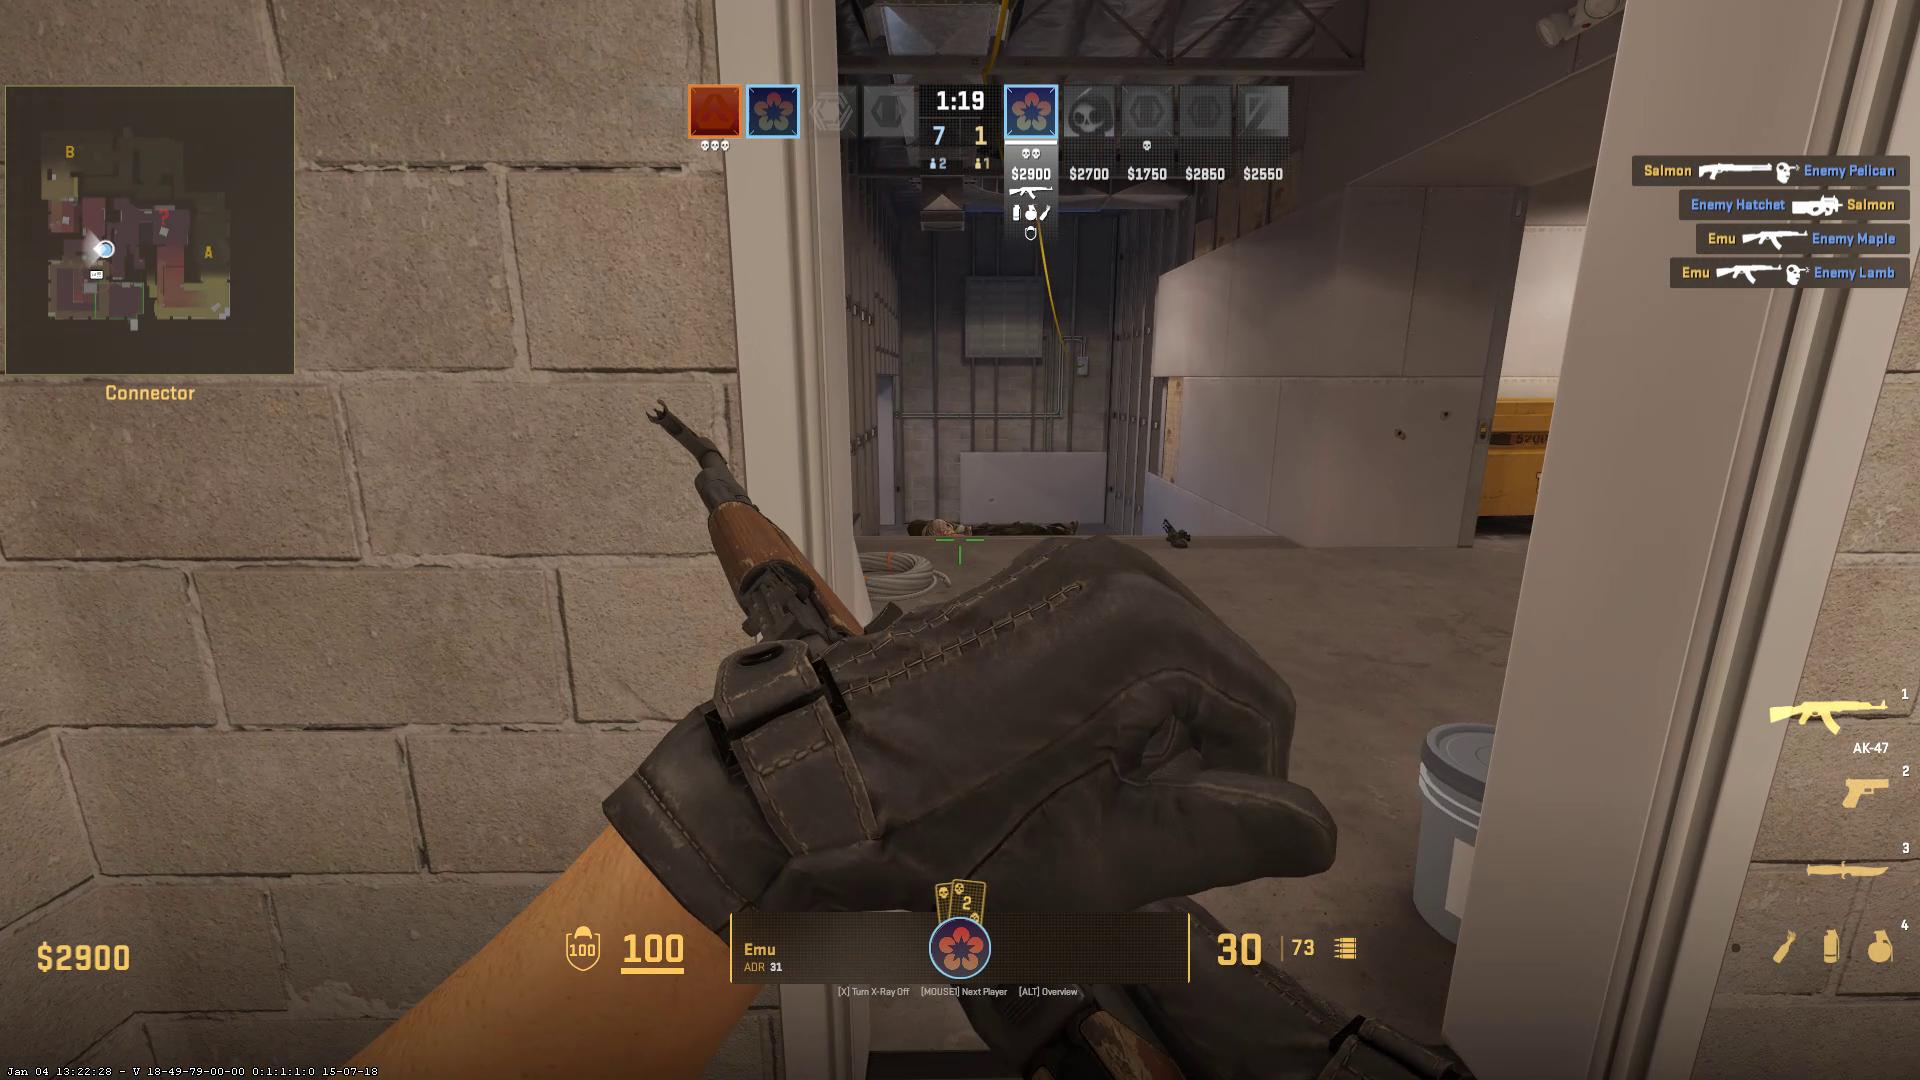 1:19
7 1
2 1
$2900 $2700 $1750 $2850 $2550
B
A
Connector
Salmon Enemy Pelican
Enemy Hatchet Salmon
Emu Enemy Maple
Emu Enemy Lamb
1
AK-47
2
3
4
$2900
100 100
2
Emu
ADR 31
30 73
[X] Turn X-Ray Off [MOUSE1] Next Player [ALT] Overview
Jan 04 13:22:28 - V 18-49-79-00-00 0:1:1:1:0 15-07-18